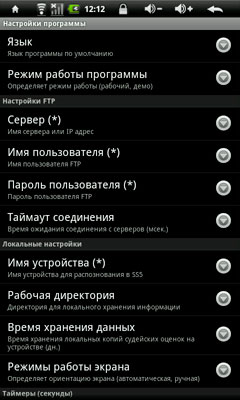 12:12
Настройки программы
Язык
Язык программы по умолчанию
Режим работы программы
Определяет режим работы (рабочий, демо)
Настройки FTP
Сервер (*)
Имя сервера или IP адрес
Имя пользователя (*)
Имя пользователя FTP
Пароль пользователя (*)
Пароль пользователя FTP
Таймаут соединения
Время ожидания соединения с серверов (мсек.)
Локальные настройки
Имя устройства (*)
Имя устройства для распознования в SS5
Рабочая директория
Директория для локального хранения информации
Время хранения данных
Время хранения локальных копий судейских оценок на
устройстве (дн.)
Режимы работы экрана
Определяет ориентацию экрана (автоматическая, ручная)
Таймеры (секунды)